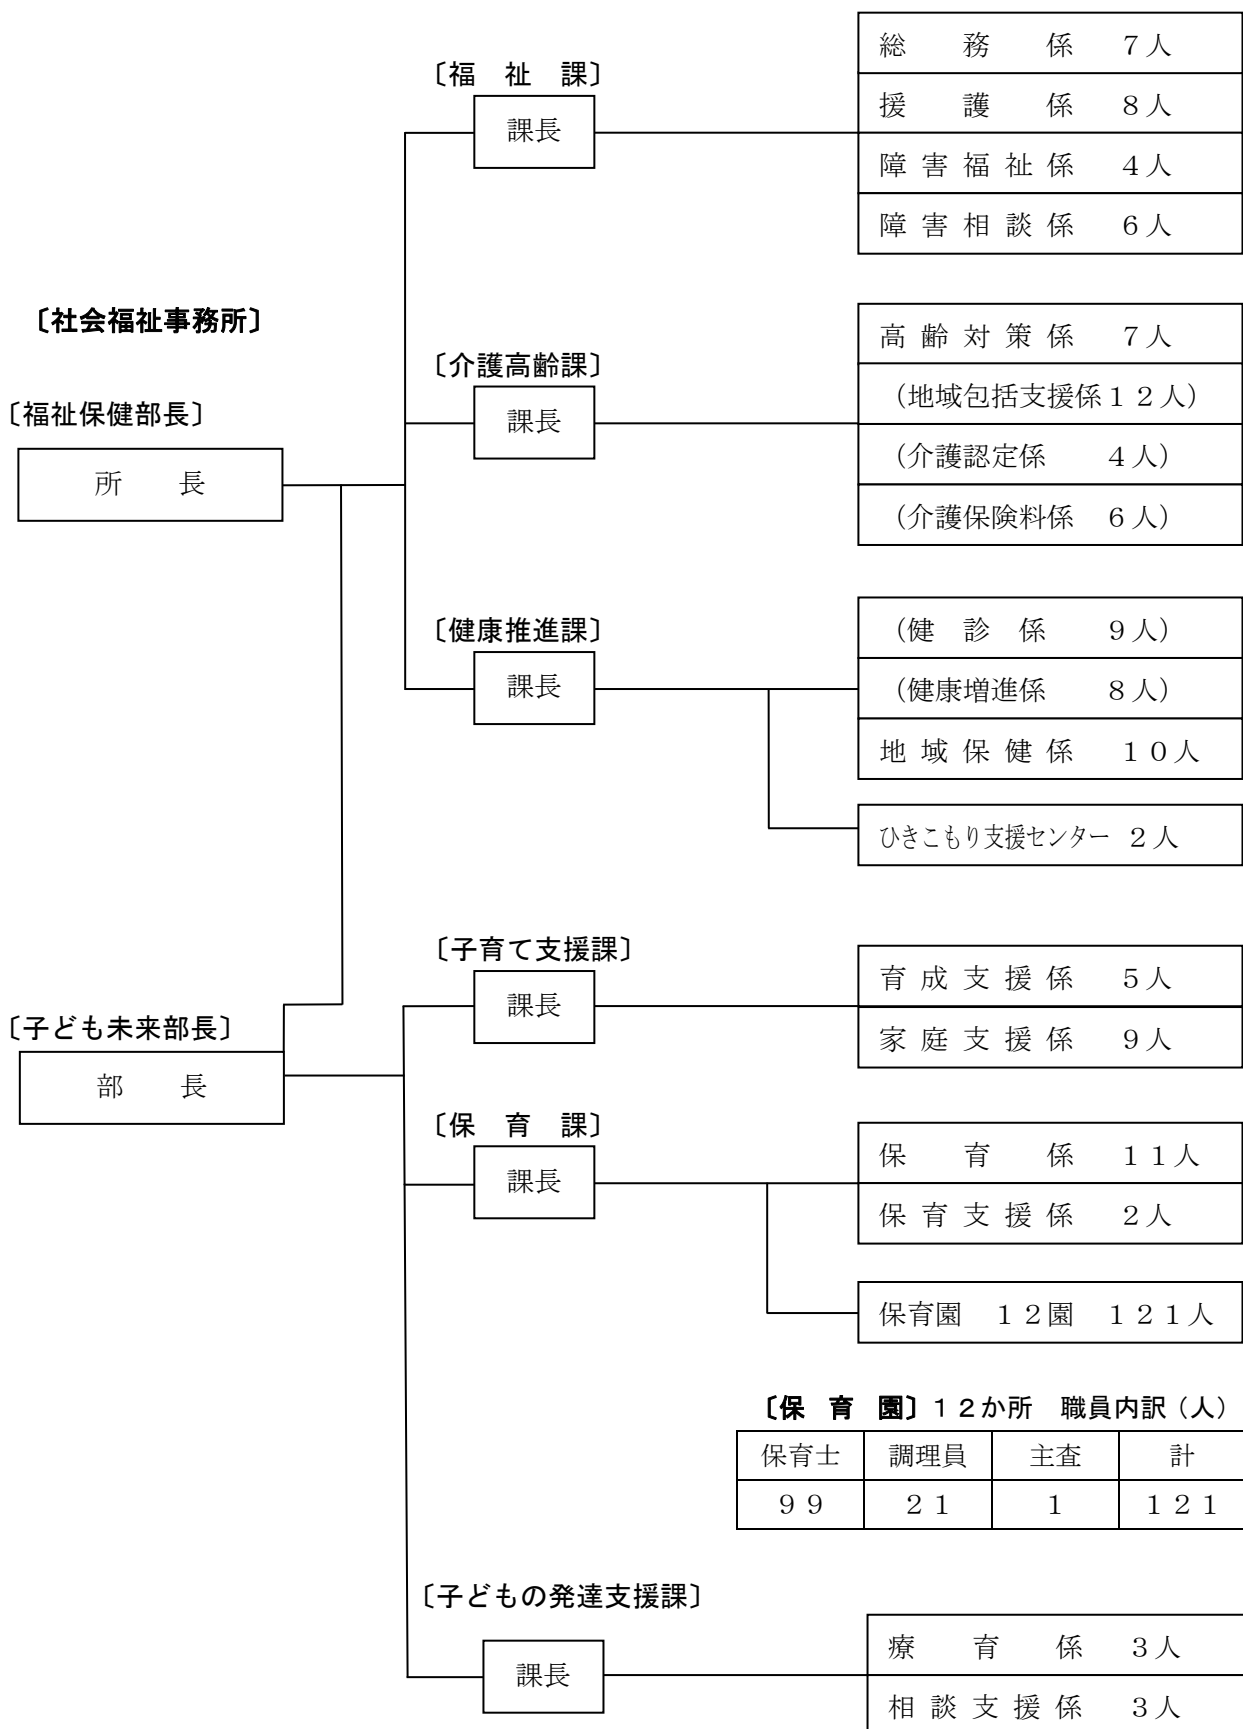 〔社会福祉事務所〕
〔福祉保健部長〕
所　長
〔福　祉　課〕
課長
総　務　係　７人
援　護　係　８人
障 害 福 祉 係　４人
障 害 相 談 係　６人
〔介護高齢課〕
課長
高 齢 対 策 係　７人
（地域包括支援係１２人）
（介護認定係　４人）
（介護保険料係　６人）
〔健康推進課〕
課長
（健　診　係　９人）
（健康増進係　８人）
地 域 保 健 係　１０人
ひきこもり支援センター　２人
〔子ども未来部長〕
部　長
〔子育て支援課〕
課長
育 成 支 援 係　５人
家 庭 支 援 係　９人
〔保　育　課〕
課長
保　育　係　１１人
保 育 支 援 係　２人
保育園　１２園　１２１人
〔保　育　園〕１２か所　職員内訳（人）
保育士　調理員　主査　計
９９　２１　１　１２１
〔子どもの発達支援課〕
課長
療　育　係　３人
相 談 支 援 係　３人